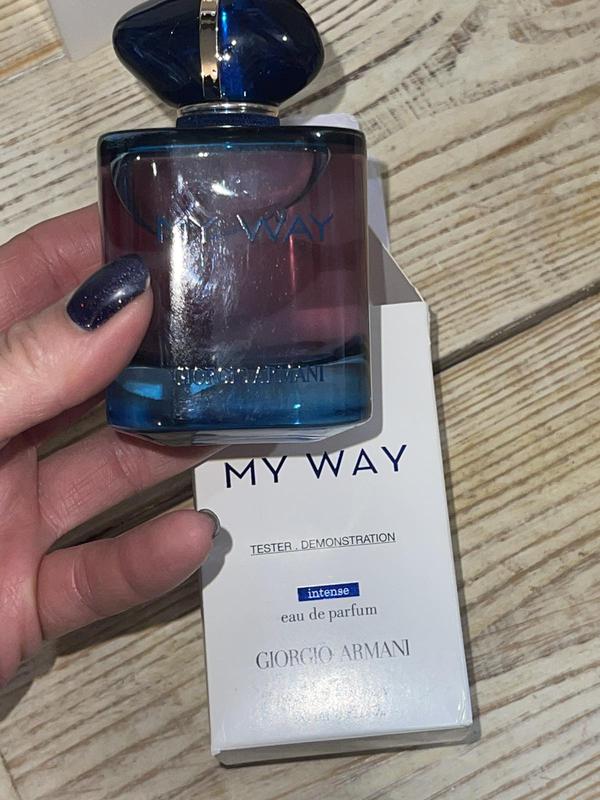 MY WAY
GIORGIO ARMANI
MY WAY
TESTER . DEMONSTRATION
intense
eau de parfum
GIORGIO ARMANI